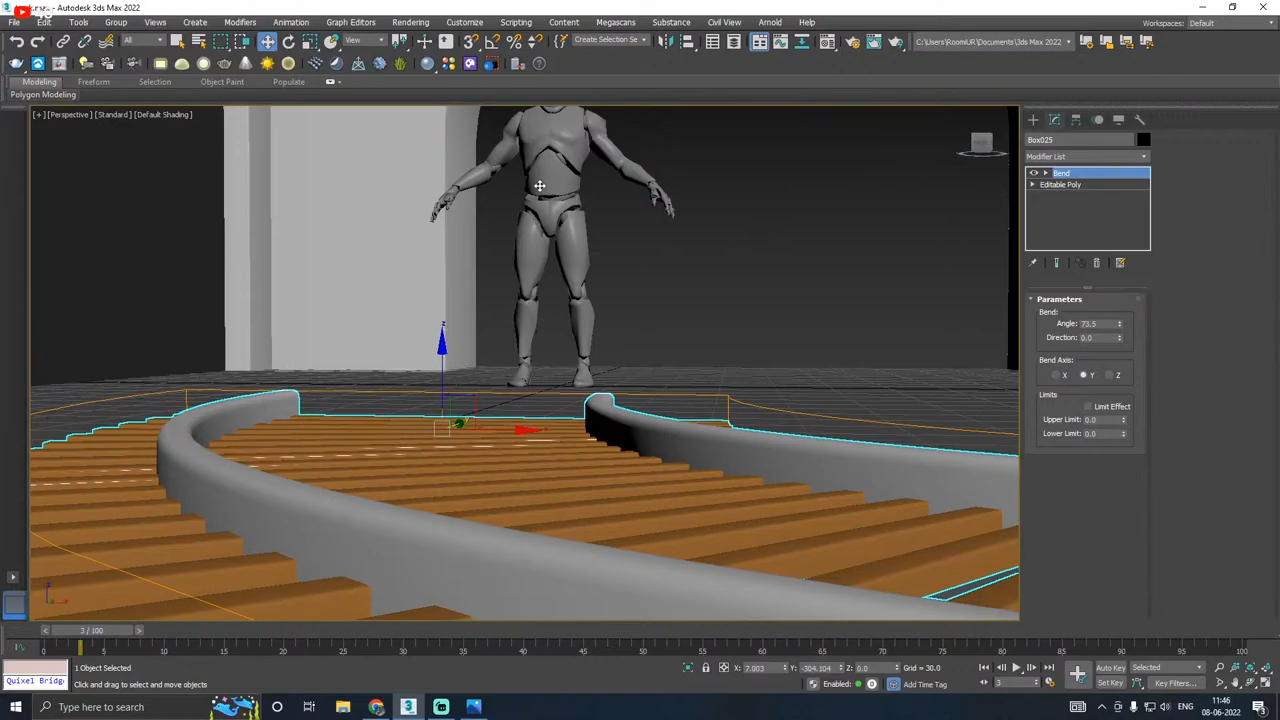 - Autodesk 3ds Max 2022
File Edit Tools Group Views Create Modifiers Animation Graph Editors Rendering Customize Scripting Content Megascans Substance Civil View Arnold Help
Workspaces: Default
All View Create Selection Se C:\Users\RoomUR\Documents\3ds Max 2022
Modeling Freeform Selection Object Paint Populate
Polygon Modeling
[+] [Perspective] [Standard] [Default Shading]
Box025
Modifier List
Bend
Editable Poly
Parameters
Bend:
Angle: 73.5
Direction: 0.0
Bend Axis:
X Y Z
Limits
Limit Effect
Upper Limit: 0.0
Lower Limit: 0.0
z
3 / 100
0 5 10 15 20 25 30 35 40 45 50 55 60 65 70 75 80 85 90 95 100
1 Object Selected X: 7.003 Y: -304.104 Z: 0.0 Grid = 30.0 Auto Key Selected
Quixel Bridge Click and drag to select and move objects Enabled: Add Time Tag 3 Set Key Key Filters...
Type here to search
11:46
08-06-2022